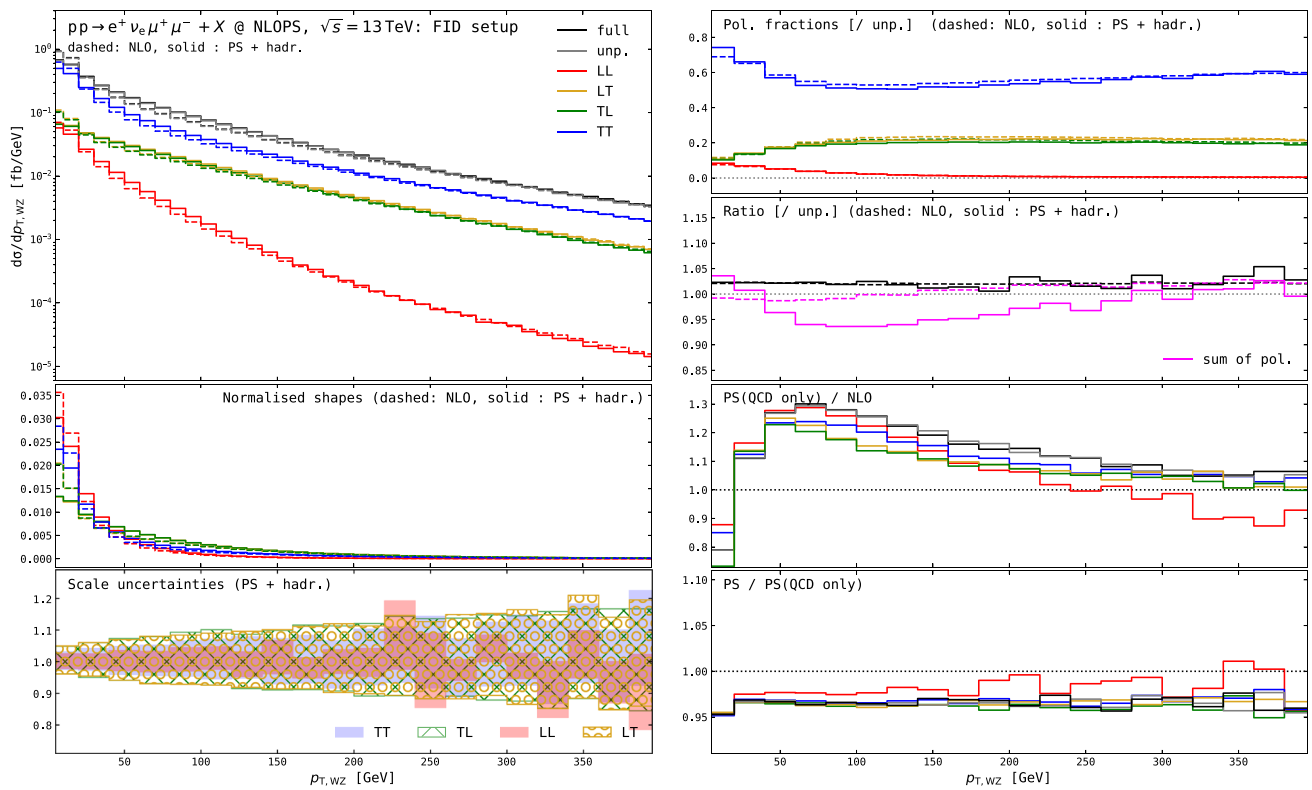 pp → e⁺ νₑ μ⁺ μ⁻ + X @ NLOPS, √s = 13 TeV: FID setup
dashed: NLO, solid : PS + hadr.
full
unp.
LL
LT
TL
TT
dσ/dp_T,WZ [fb/GeV]
10⁰
10⁻¹
10⁻²
10⁻³
10⁻⁴
10⁻⁵
Normalised shapes (dashed: NLO, solid : PS + hadr.)
0.035
0.030
0.025
0.020
0.015
0.010
0.005
0.000
Scale uncertainties (PS + hadr.)
1.2
1.1
1.0
0.9
0.8
TT TL LL LT
50 100 150 200 250 300 350
p_T,WZ [GeV]
Pol. fractions [/ unp.] (dashed: NLO, solid : PS + hadr.)
0.8
0.6
0.4
0.2
0.0
Ratio [/ unp.] (dashed: NLO, solid : PS + hadr.)
1.15
1.10
1.05
1.00
0.95
0.90
0.85
sum of pol.
PS(QCD only) / NLO
1.3
1.2
1.1
1.0
0.9
0.8
PS / PS(QCD only)
1.10
1.05
1.00
0.95
50 100 150 200 250 300 350
p_T,WZ [GeV]